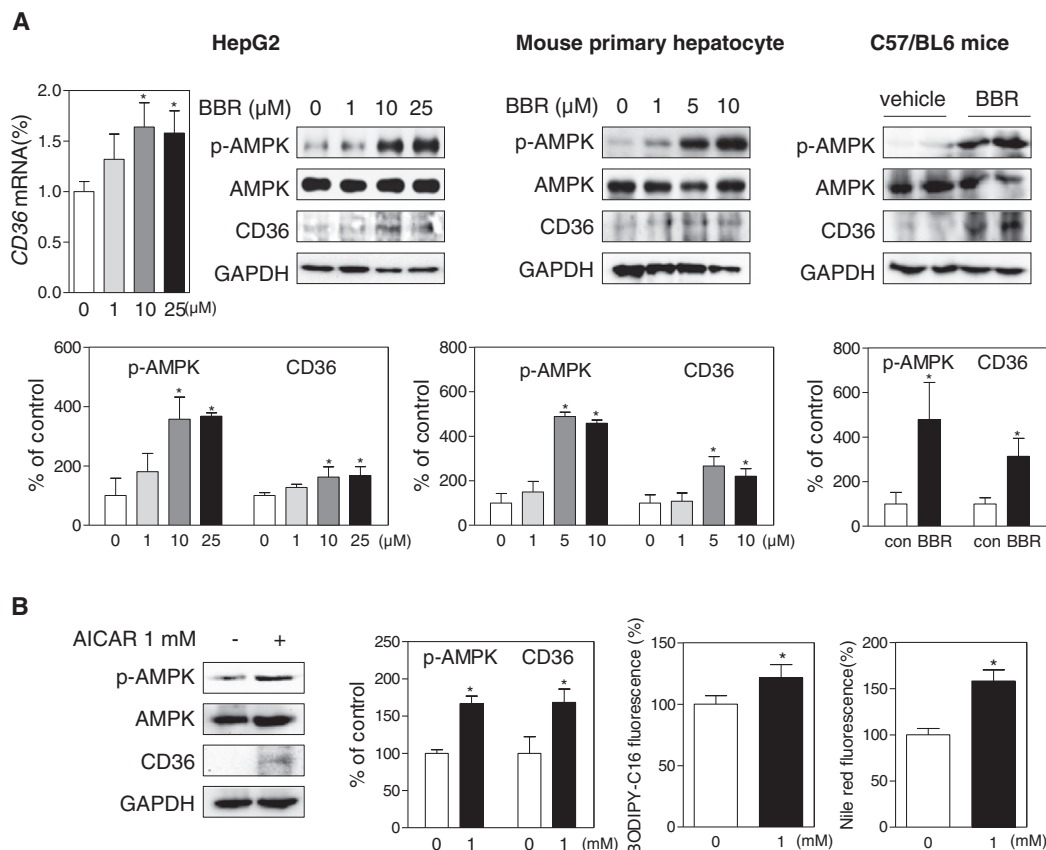 A
HepG2
Mouse primary hepatocyte
C57/BL6 mice
CD36 mRNA(%)
2.0
1.5
1.0
0.5
0.0
0 1 10 25 (μM)
BBR (μM) 0 1 10 25
p-AMPK
AMPK
CD36
GAPDH
BBR (μM) 0 1 5 10
p-AMPK
AMPK
CD36
GAPDH
vehicle BBR
p-AMPK
AMPK
CD36
GAPDH
* *
% of control
600
400
200
0
p-AMPK CD36
* * * *
0 1 10 25 0 1 10 25 (μM)
% of control
800
600
400
200
0
p-AMPK CD36
* * * *
0 1 5 10 0 1 5 10 (μM)
% of control
800
600
400
200
0
p-AMPK CD36
* *
con BBR con BBR
B
AICAR 1 mM - +
p-AMPK
AMPK
CD36
GAPDH
% of control
250
200
150
100
50
0
p-AMPK CD36
* *
0 1 0 1 (mM)
BODIPY-C16 fluorescence (%)
150
100
50
0
*
0 1 (mM)
Nile red fluorescence(%)
200
150
100
50
0
*
0 1 (mM)